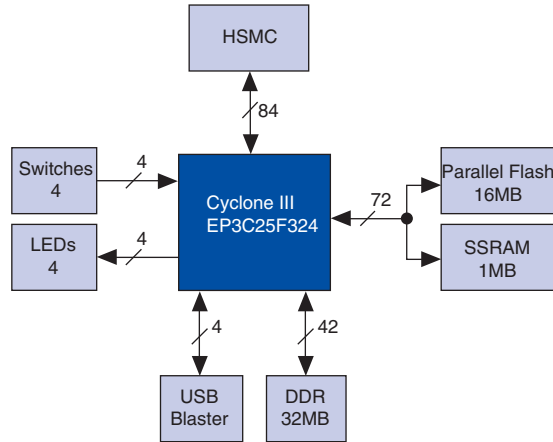 HSMC
84
Switches
4
4
Cyclone III
EP3C25F324
72
Parallel Flash
16MB
LEDs
4
4
SSRAM
1MB
4
42
USB
Blaster
DDR
32MB